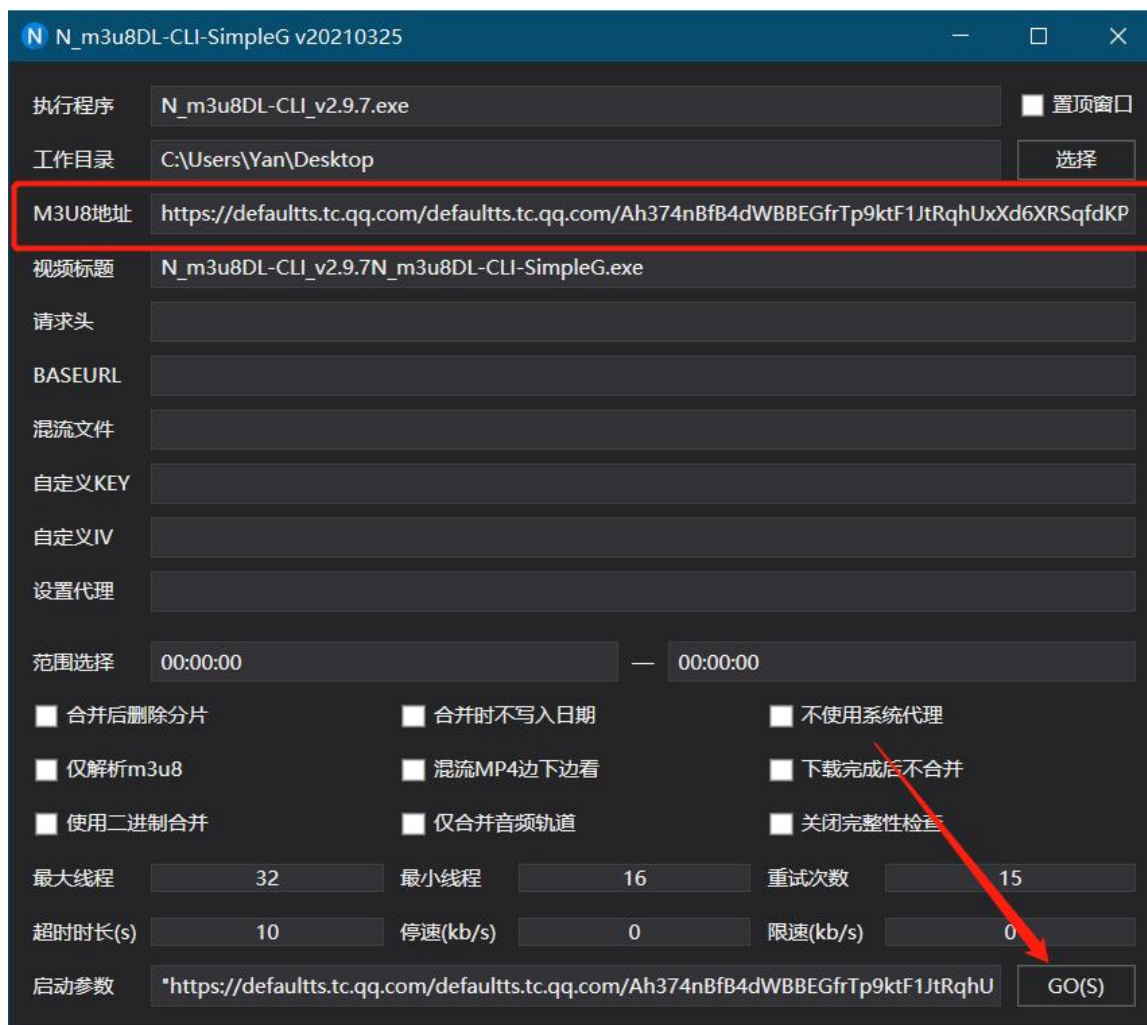 N N_m3u8DL-CLI-SimpleG v20210325
执行程序 N_m3u8DL-CLI_v2.9.7.exe 置顶窗口
工作目录 C:\Users\Yan\Desktop 选择
M3U8地址 https://defaultts.tc.qq.com/defaultts.tc.qq.com/Ah374nBfB4dWBBEGfrTp9ktF1JtRqhUxXd6XRSqfdKP
视频标题 N_m3u8DL-CLI_v2.9.7N_m3u8DL-CLI-SimpleG.exe
请求头
BASEURL
混流文件
自定义KEY
自定义IV
设置代理
范围选择 00:00:00 — 00:00:00
合并后删除分片 合并时不写入日期 不使用系统代理
仅解析m3u8 混流MP4边下边看 下载完成后不合并
使用二进制合并 仅合并音频轨道 关闭完整性检查
最大线程 32 最小线程 16 重试次数 15
超时时长(s) 10 停速(kb/s) 0 限速(kb/s) 0
启动参数 "https://defaultts.tc.qq.com/defaultts.tc.qq.com/Ah374nBfB4dWBBEGfrTp9ktF1JtRqhU GO(S)